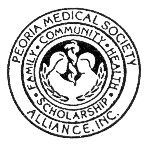 PEORIA MEDICAL SOCIETY
ALLIANCE, INC.
FAMILY • COMMUNITY • HEALTH
• SCHOLARSHIP •